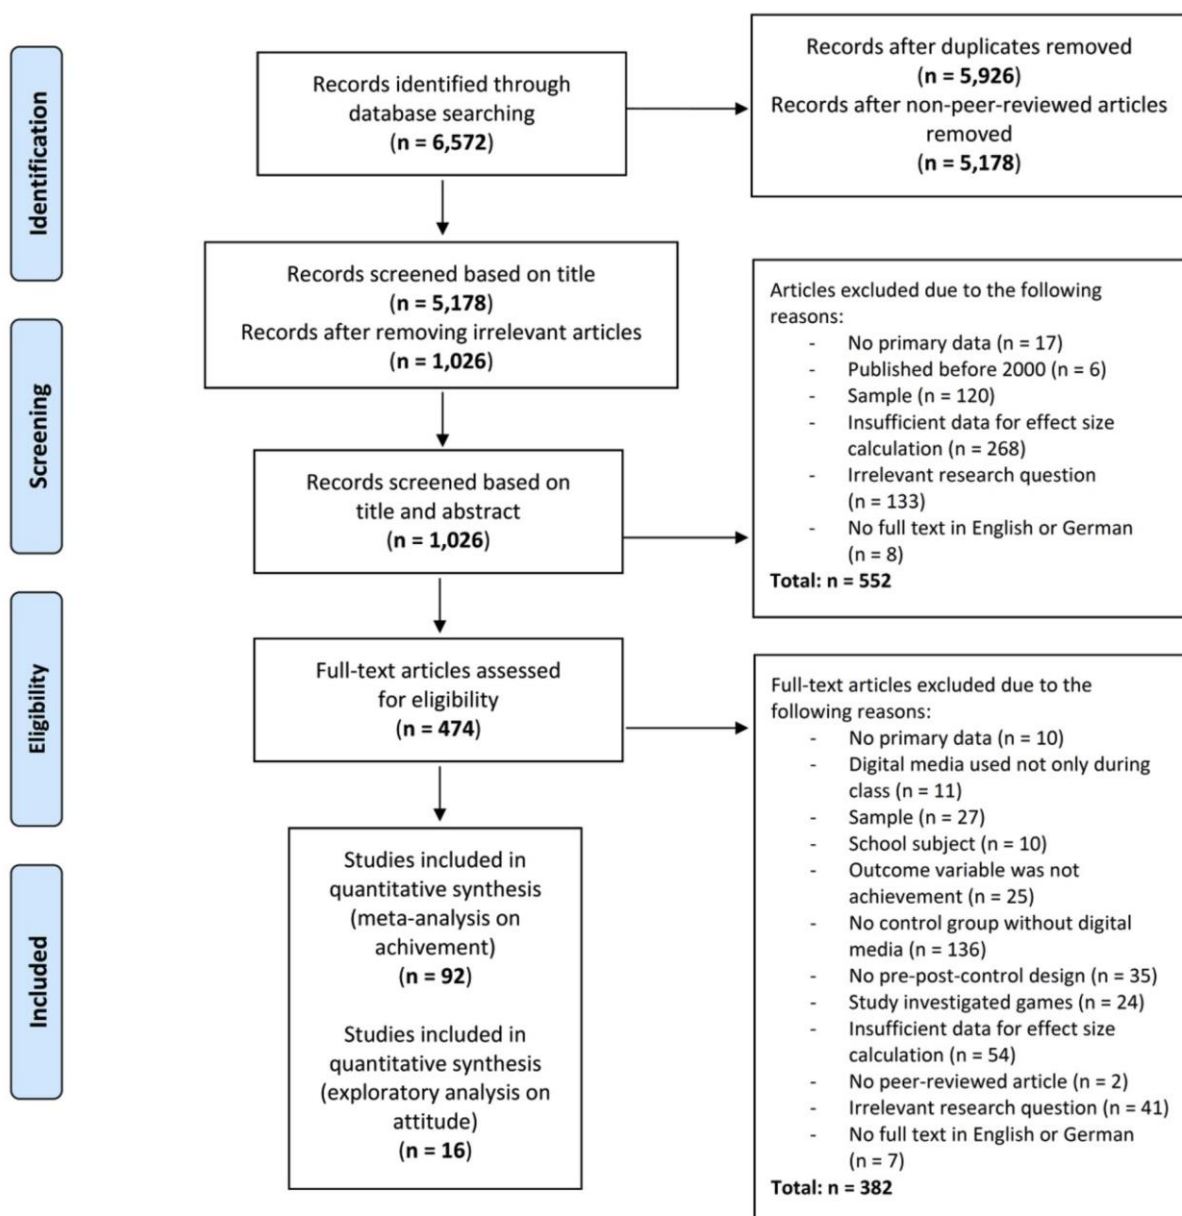 Identification
Records identified through
database searching
(n = 6,572)
Records after duplicates removed
(n = 5,926)
Records after non-peer-reviewed articles
removed
(n = 5,178)
Screening
Records screened based on title
(n = 5,178)
Records after removing irrelevant articles
(n = 1,026)
Records screened based on
title and abstract
(n = 1,026)
Articles excluded due to the following
reasons:
- No primary data (n = 17)
- Published before 2000 (n = 6)
- Sample (n = 120)
- Insufficient data for effect size
calculation (n = 268)
- Irrelevant research question
(n = 133)
- No full text in English or German
(n = 8)
Total: n = 552
Eligibility
Full-text articles assessed
for eligibility
(n = 474)
Full-text articles excluded due to the
following reasons:
- No primary data (n = 10)
- Digital media used not only during
class (n = 11)
- Sample (n = 27)
- School subject (n = 10)
- Outcome variable was not
achievement (n = 25)
- No control group without digital
media (n = 136)
- No pre-post-control design (n = 35)
- Study investigated games (n = 24)
- Insufficient data for effect size
calculation (n = 54)
- No peer-reviewed article (n = 2)
- Irrelevant research question (n = 41)
- No full text in English or German
(n = 7)
Total: n = 382
Included
Studies included in
quantitative synthesis
(meta-analysis on
achivement)
(n = 92)
Studies included in
quantitative synthesis
(exploratory analysis on
attitude)
(n = 16)